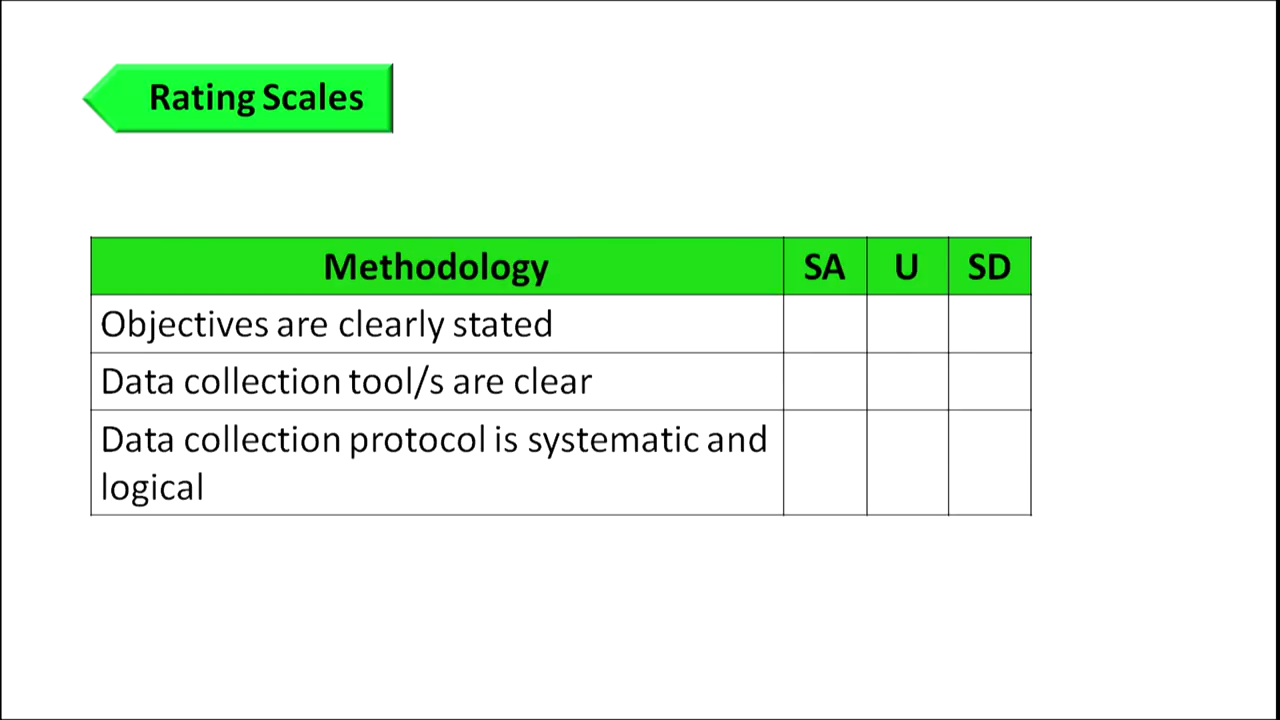 Rating Scales
Methodology SA U SD
Objectives are clearly stated
Data collection tool/s are clear
Data collection protocol is systematic and
logical